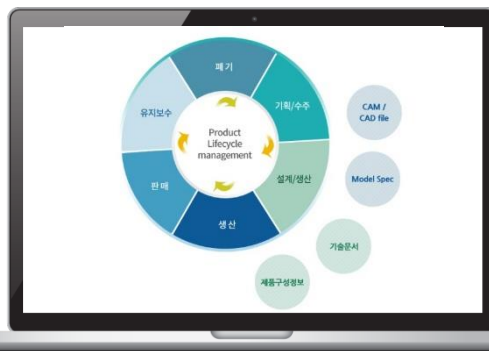 폐기
기획/수주
설계/생산
생산
판매
유지보수
Product
Lifecycle
management
CAM /
CAD file
Model Spec
기술문서
제품구성정보